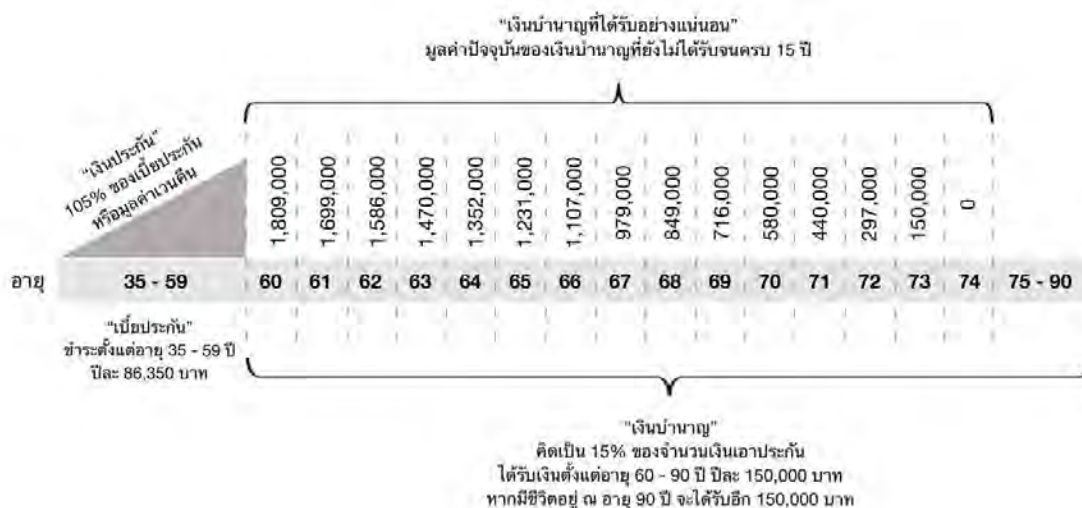 “เงินบำนาญที่ได้รับอย่างแน่นอน”
มูลค่าปัจจุบันของเงินบำนาญที่ยังไม่ได้รับจนครบ 15 ปี
“เงินประกัน”
105% ของเบี้ยประกัน
หรือมูลค่าเวนคืน
1,809,000 1,699,000 1,586,000 1,470,000 1,352,000 1,231,000 1,107,000 979,000 849,000 716,000 580,000 440,000 297,000 150,000 0
อายุ 35 - 59 60 61 62 63 64 65 66 67 68 69 70 71 72 73 74 75 - 90
“เบี้ยประกัน”
ชำระตั้งแต่อายุ 35 - 59 ปี
ปีละ 86,350 บาท
“เงินบำนาญ”
คิดเป็น 15% ของจำนวนเงินเอาประกัน
ได้รับเงินตั้งแต่อายุ 60 - 90 ปี ปีละ 150,000 บาท
หากมีชีวิตอยู่ ณ อายุ 90 ปี จะได้รับอีก 150,000 บาท